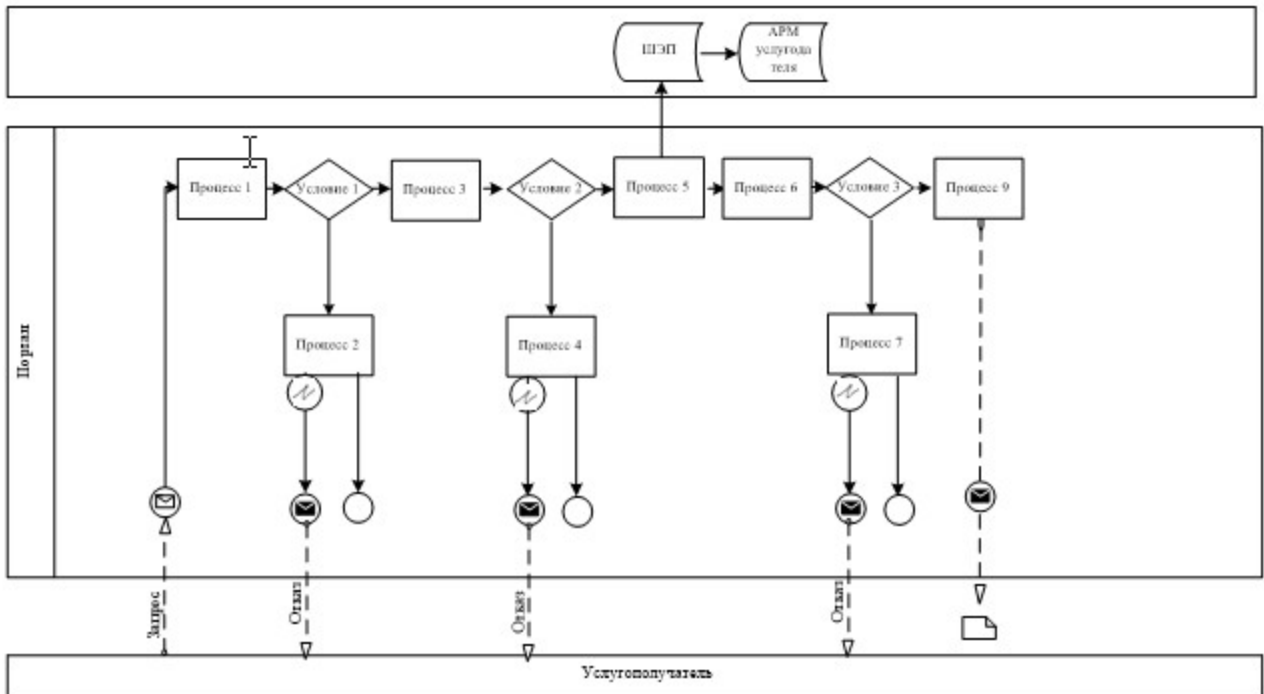 ШЭП
АРМ
услугода
теля
Процесс 1
Условие 1
Процесс 3
Условие 2
Процесс 5
Процесс 6
Условие 3
Процесс 9
Портал
Процесс 2
Процесс 4
Процесс 7
Запрос
Отказ
Отказ
Отказ
Услугополучатель